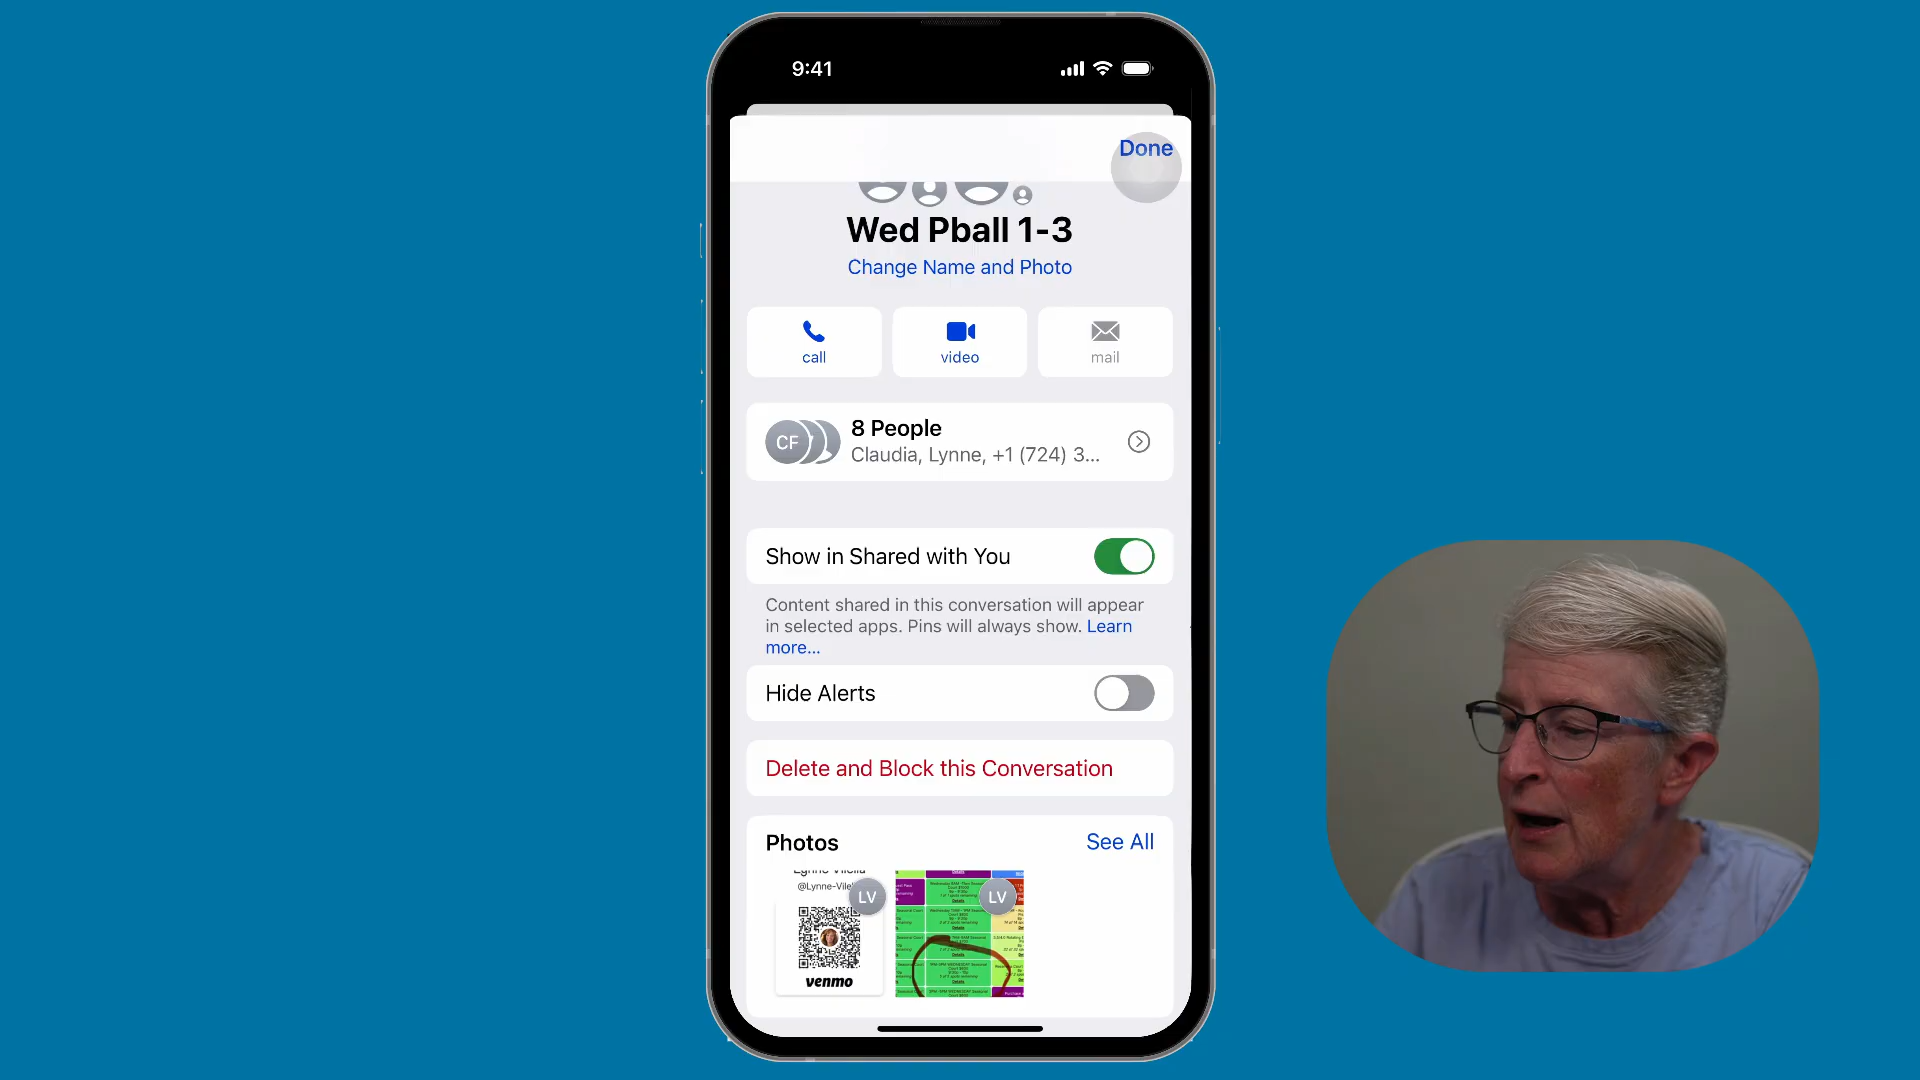 9:41
Done
Wed Pball 1-3
Change Name and Photo
call
video
mail
CF
8 People
Claudia, Lynne, +1 (724) 3...
Show in Shared with You
Content shared in this conversation will appear
in selected apps. Pins will always show. Learn
more...
Hide Alerts
Delete and Block this Conversation
Photos
See All
LV
LV
venmo